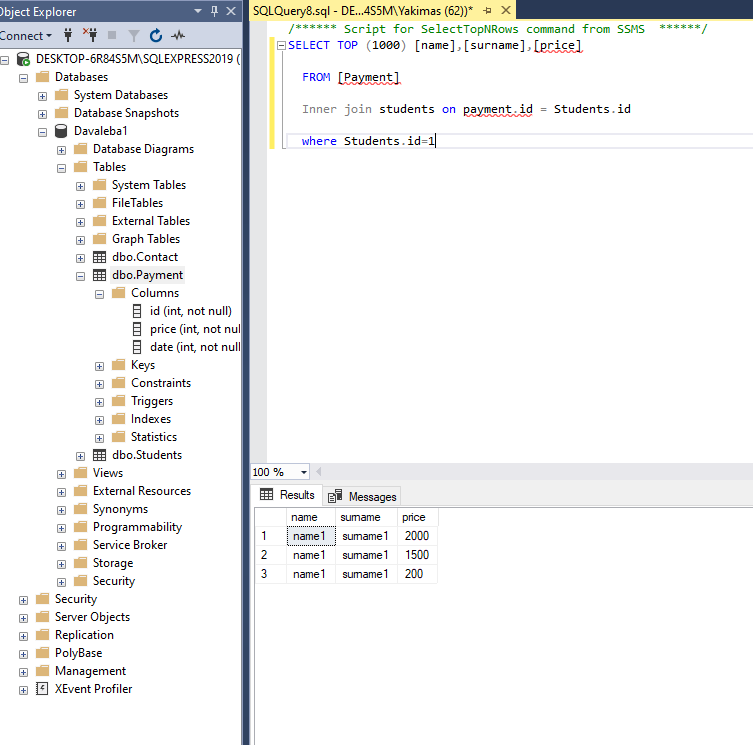 Object Explorer
Connect
DESKTOP-6R84S5M\SQLEXPRESS2019 (
Databases
System Databases
Database Snapshots
Davaleba1
Database Diagrams
Tables
System Tables
FileTables
External Tables
Graph Tables
dbo.Contact
dbo.Payment
Columns
id (int, not null)
price (int, not nul
date (int, not null
Keys
Constraints
Triggers
Indexes
Statistics
dbo.Students
Views
External Resources
Synonyms
Programmability
Service Broker
Storage
Security
Security
Server Objects
Replication
PolyBase
Management
XEvent Profiler
SQLQuery8.sql - DE...4S5M\Yakimas (62))*
/****** Script for SelectTopNRows command from SSMS ******/
SELECT TOP (1000) [name],[surname],[price]
FROM [Payment]
Inner join students on payment.id = Students.id
where Students.id=1
100 %
Results Messages
name surname price
1 name1 surname1 2000
2 name1 surname1 1500
3 name1 surname1 200